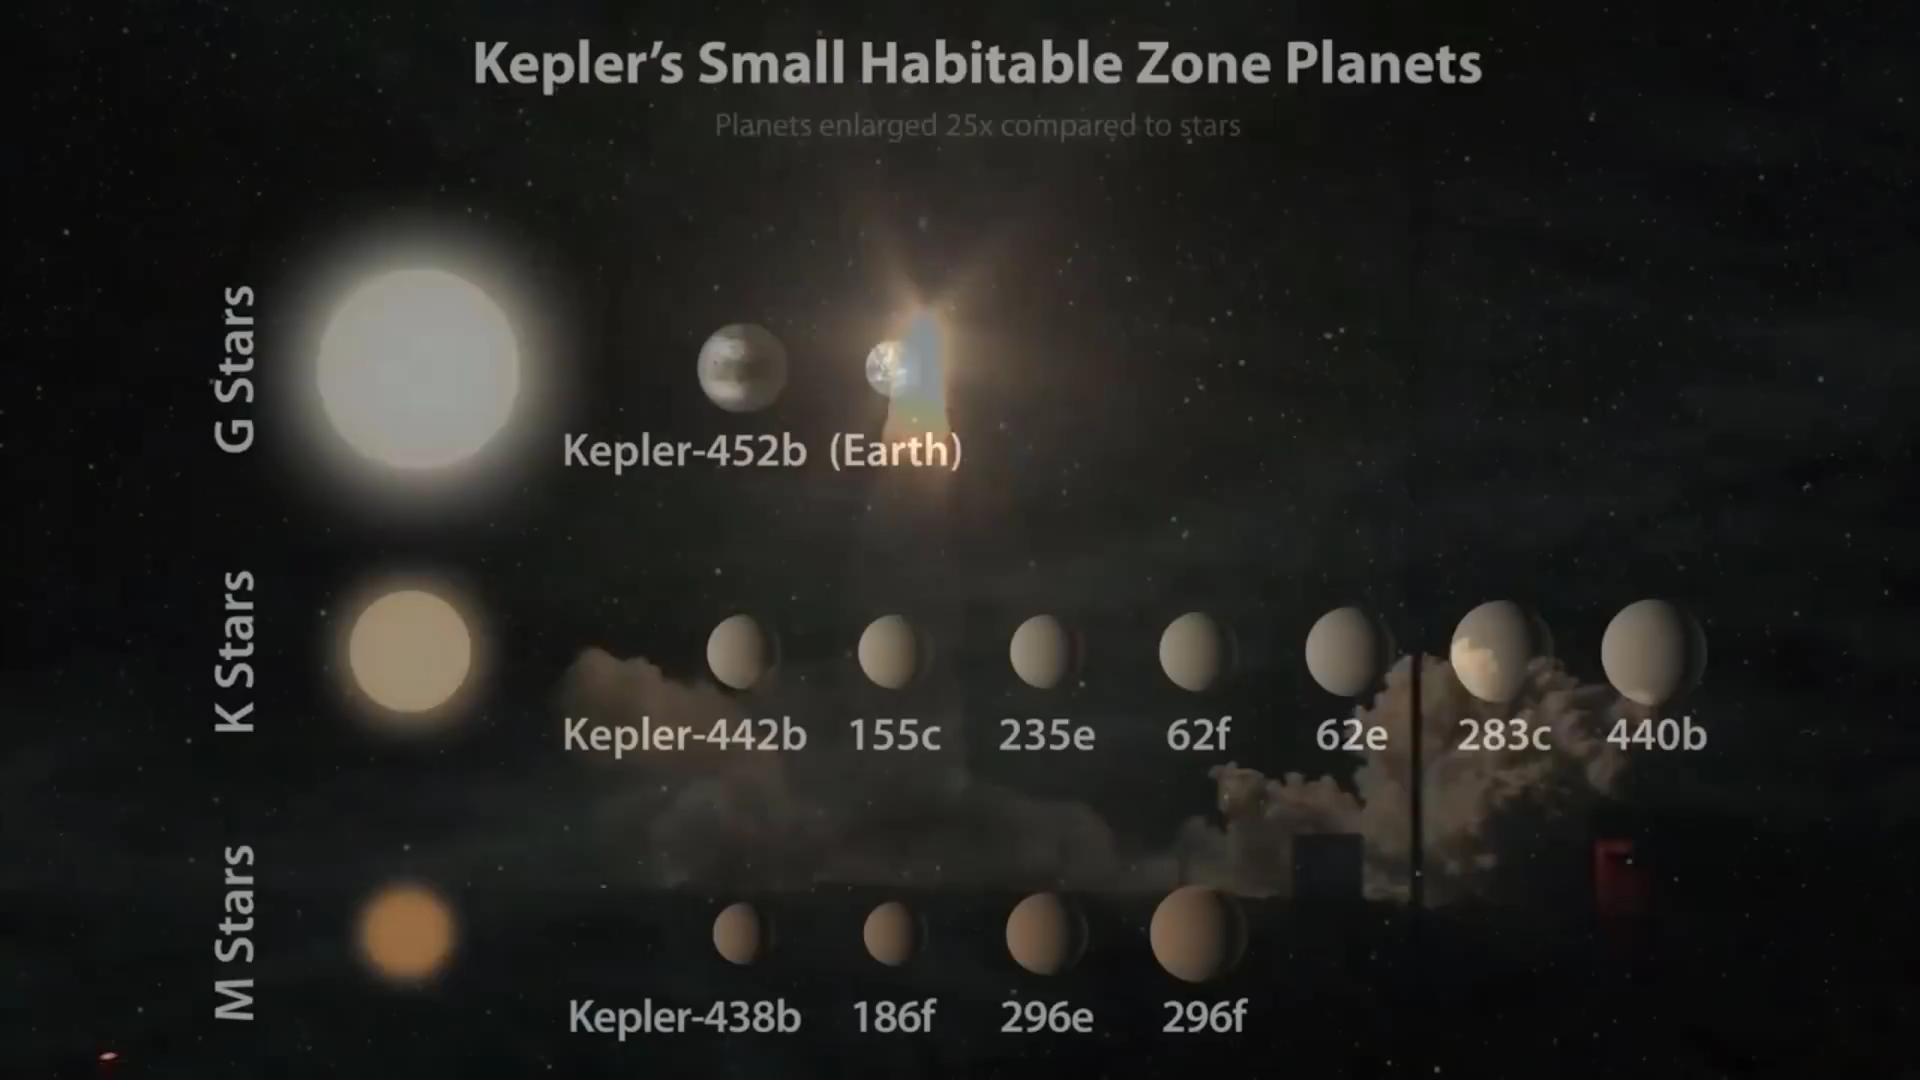 Kepler’s Small Habitable Zone Planets
Planets enlarged 25x compared to stars
G Stars
Kepler-452b (Earth)
K Stars
Kepler-442b 155c 235e 62f 62e 283c 440b
M Stars
Kepler-438b 186f 296e 296f